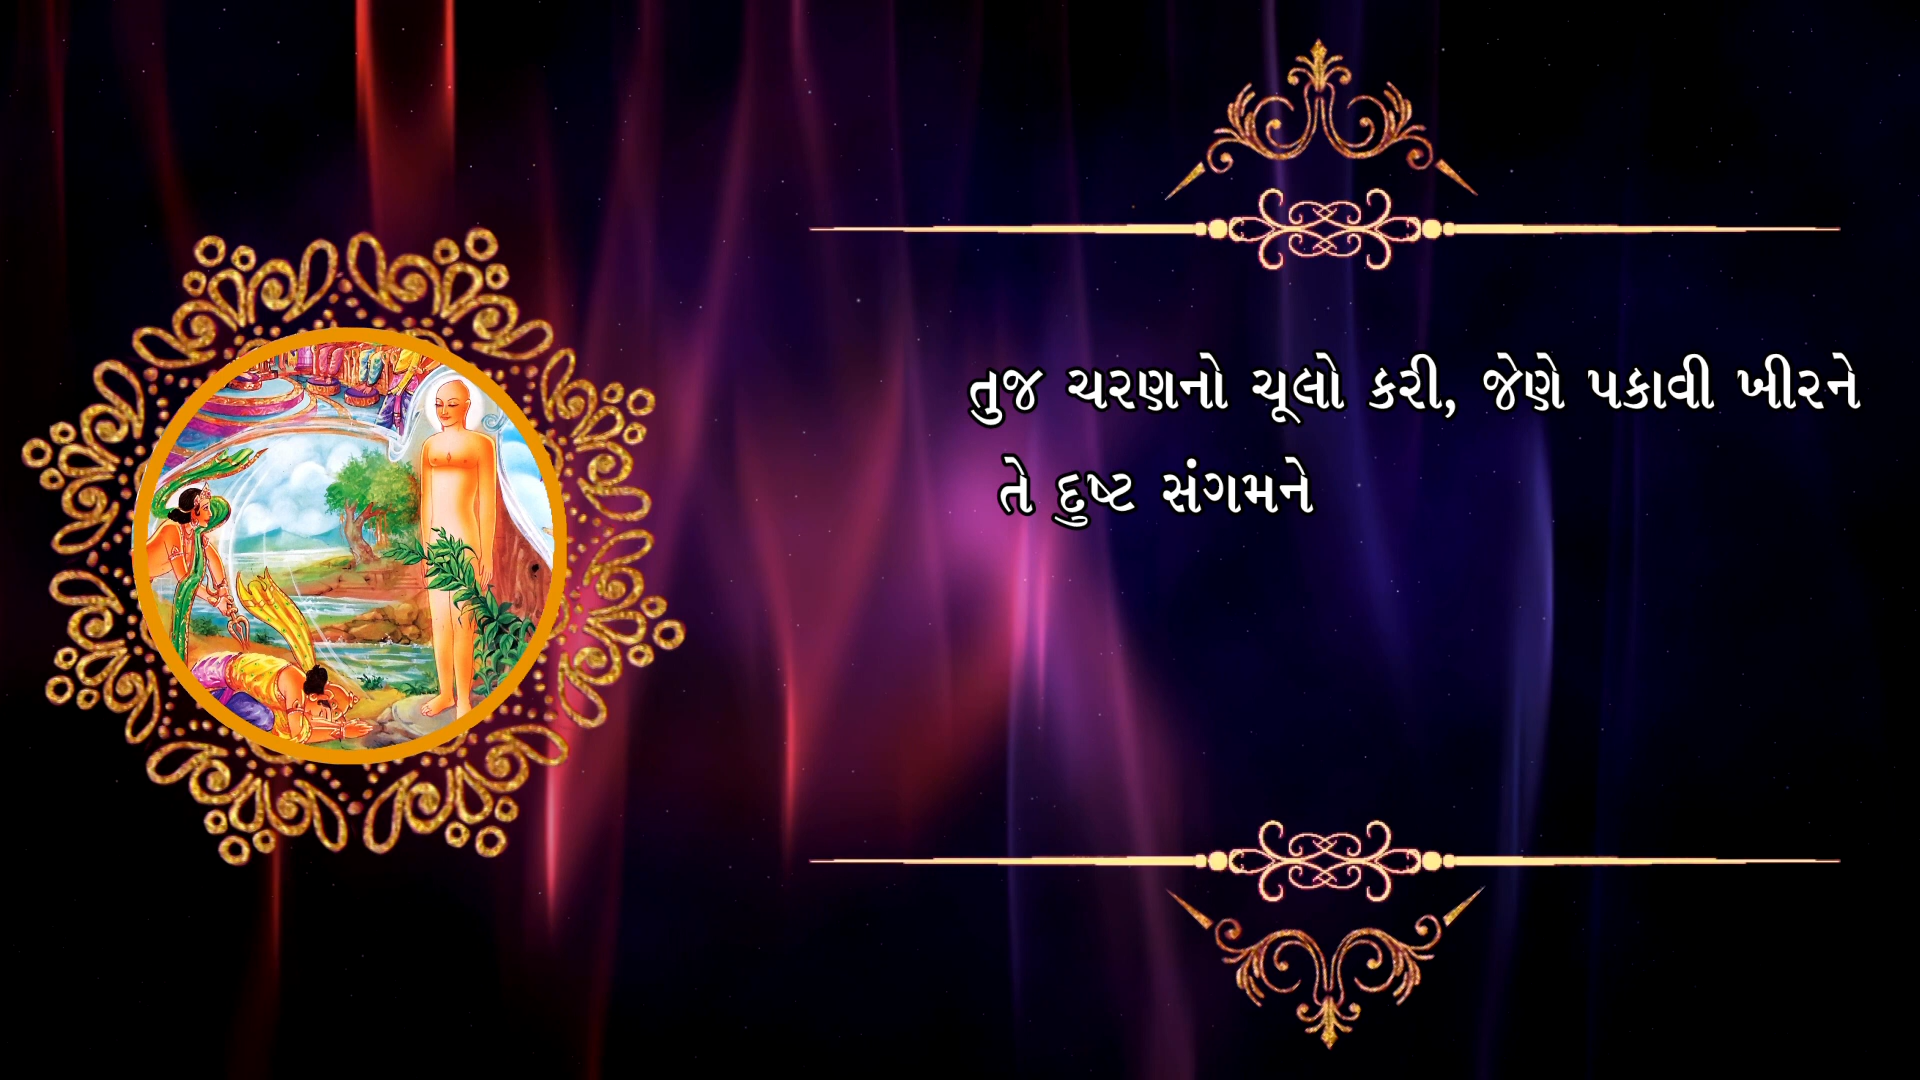 તુજ ચરણનો ચૂલો કરી, જેણે પકાવી ખીરને
તે દુષ્ટ સંગમને